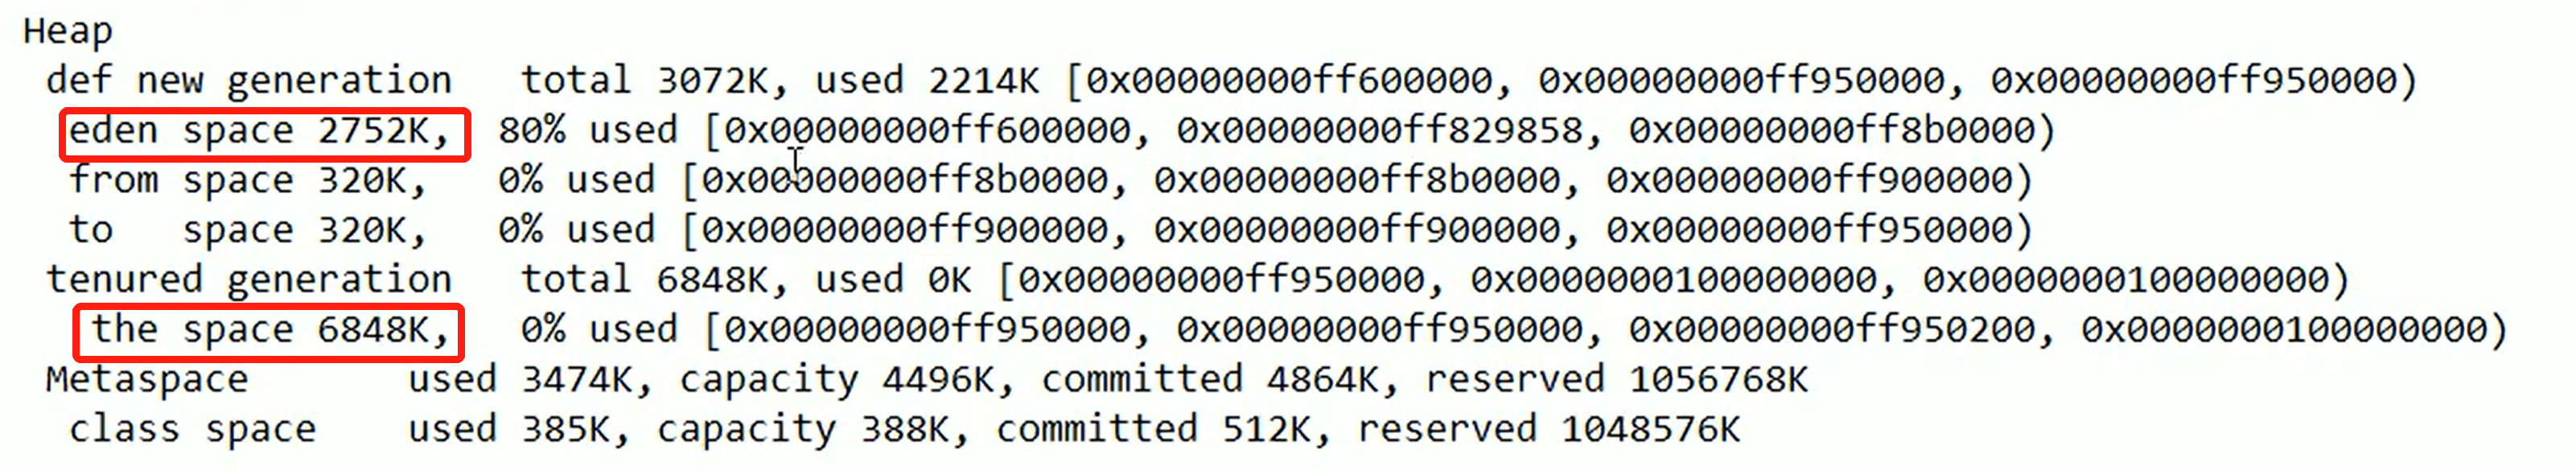 Heap
def new generation total 3072K, used 2214K [0x00000000ff600000, 0x00000000ff950000, 0x00000000ff950000)
eden space 2752K, 80% used [0x00000000ff600000, 0x00000000ff829858, 0x00000000ff8b0000)
from space 320K, 0% used [0x00000000ff8b0000, 0x00000000ff8b0000, 0x00000000ff900000)
to space 320K, 0% used [0x00000000ff900000, 0x00000000ff900000, 0x00000000ff950000)
tenured generation total 6848K, used 0K [0x00000000ff950000, 0x0000000100000000, 0x0000000100000000)
the space 6848K, 0% used [0x00000000ff950000, 0x00000000ff950000, 0x00000000ff950200, 0x0000000100000000)
Metaspace used 3474K, capacity 4496K, committed 4864K, reserved 1056768K
class space used 385K, capacity 388K, committed 512K, reserved 1048576K